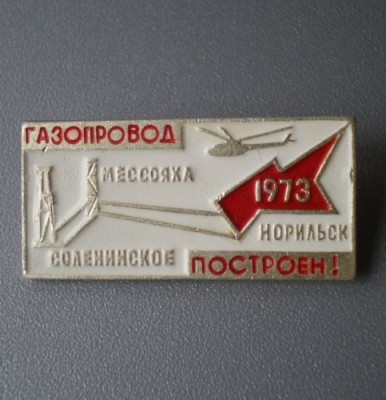 ГАЗОПРОВОД
МЕССОЯХА
1973
НОРИЛЬСК
СОЛЕНИНСКОЕ
ПОСТРОЕН!